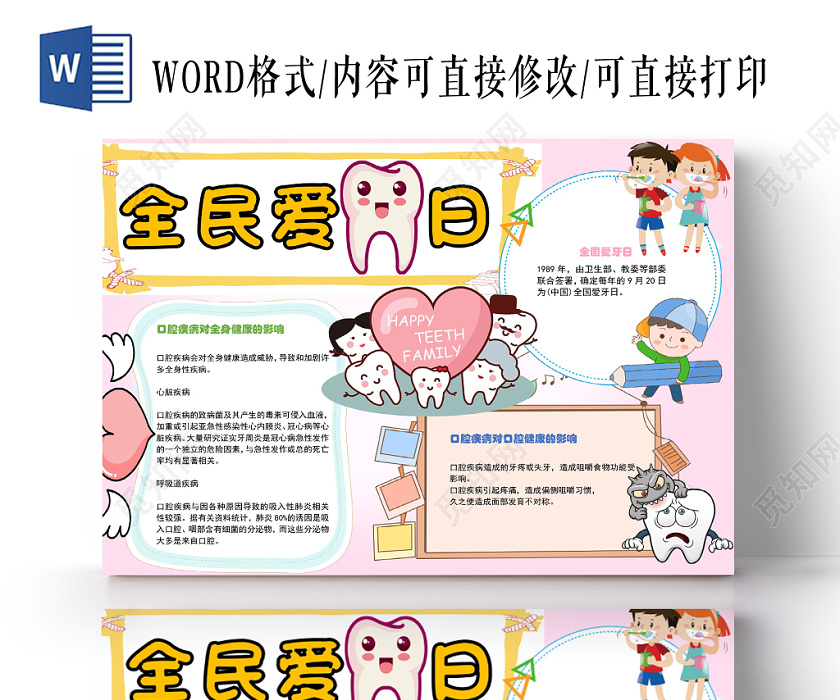 W WORD格式/内容可直接修改/可直接打印
全民爱日
全国爱牙日
1989 年，由卫生部、教委等部委
联合签署，确定每年的 9 月 20 日
为(中国)全国爱牙日。
HAPPY
TEETH
FAMILY
口腔疾病对全身健康的影响
口腔疾病会对全身健康造成威胁，导致和加剧许
多全身性疾病。
心脏疾病
口腔疾病的致病菌及其产生的毒素可侵入血液，
加重或引起亚急性感染性心内膜炎、冠心病等心
脏疾病。大量研究证实牙周炎是冠心病急性发作
的一个独立的危险因素，与急性发作或总的死亡
率均有显著相关。
呼吸道疾病
口腔疾病与因各种原因导致的吸入性肺炎相关
性较强，据有关资料统计，肺炎 80%的诱因是吸
入口腔、咽部含有细菌的分泌物，而这些分泌物
大多是来自口腔。
口腔疾病对口腔健康的影响
口腔疾病造成的牙疼或失牙，造成咀嚼食物功能受
影响。
口腔疾病引起疼痛，造成偏侧咀嚼习惯，
久之便造成面部发育不对称。
全民爱日
觅知网
觅知网
觅知网
觅知网
觅知网
觅知网